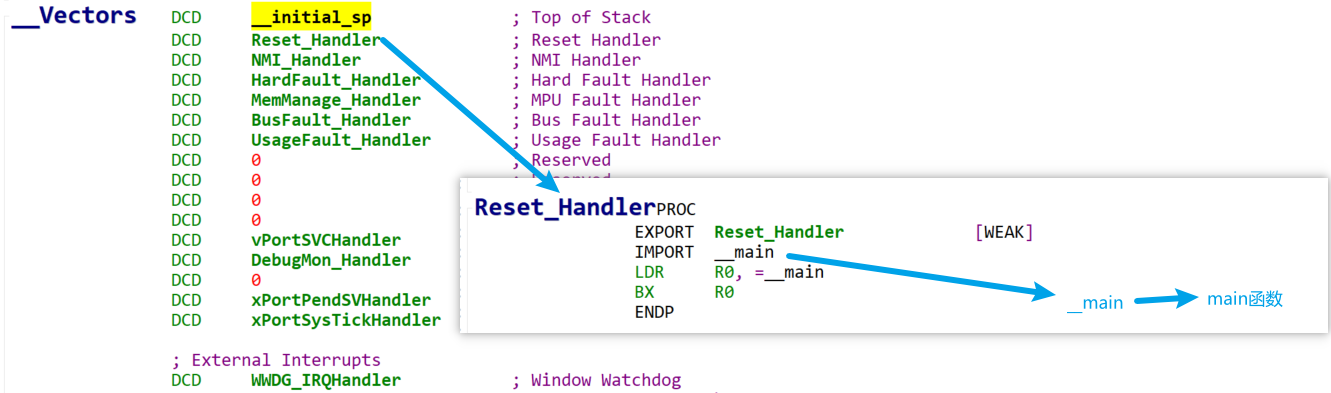 __Vectors DCD __initial_sp ; Top of Stack
DCD Reset_Handler ; Reset Handler
DCD NMI_Handler ; NMI Handler
DCD HardFault_Handler ; Hard Fault Handler
DCD MemManage_Handler ; MPU Fault Handler
DCD BusFault_Handler ; Bus Fault Handler
DCD UsageFault_Handler ; Usage Fault Handler
DCD 0 ; Reserved
DCD 0 ; Reserved
DCD 0
DCD 0
DCD vPortSVCHandler
DCD DebugMon_Handler
DCD 0
DCD xPortPendSVHandler
DCD xPortSysTickHandler
; External Interrupts
DCD WWDG_IRQHandler ; Window Watchdog
Reset_Handler PROC
EXPORT Reset_Handler [WEAK]
IMPORT __main
LDR R0, =__main
BX R0
ENDP
__main
main函数